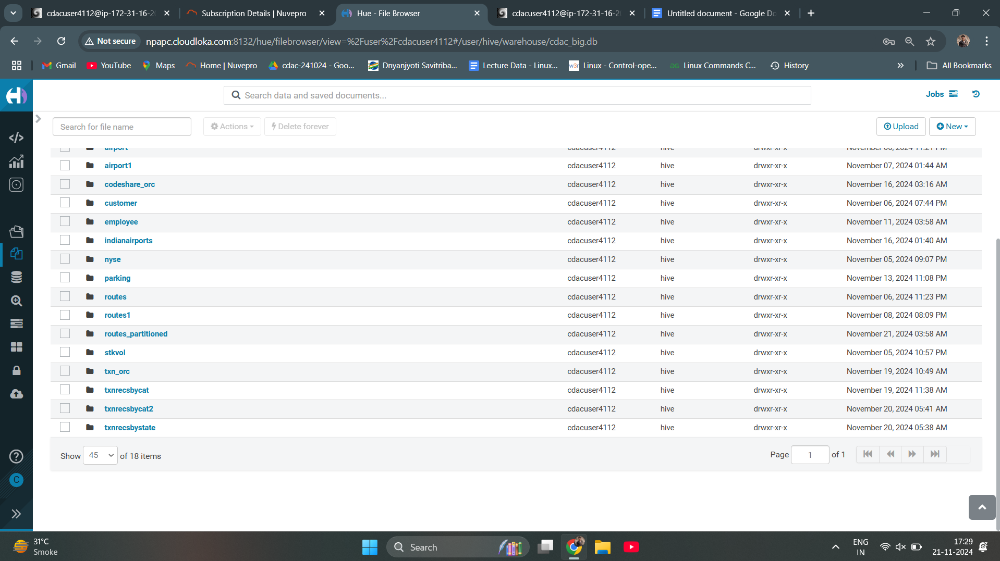 cdacuser4112@ip-172-31-16-2
Subscription Details | Nuvepro
Hue - File Browser
cdacuser4112@ip-172-31-16-2
Untitled document - Google Do
Not secure
npapc.cloudloka.com:8132/hue/filebrowser/view=%2Fuser%2Fcdacuser4112#/user/hive/warehouse/cdac_big.db
Gmail
YouTube
Maps
Home | Nuvepro
cdac-241024 - Goo...
Dnyanjyoti Savitriba...
Lecture Data - Linux...
Linux - Control-ope...
Linux Commands C...
History
All Bookmarks
Search data and saved documents...
Jobs
Search for file name
Actions
Delete forever
Upload
New
airport cdacuser4112 hive drwxr-xr-x November 06, 2024 11:21 PM
airport1 cdacuser4112 hive drwxr-xr-x November 07, 2024 01:44 AM
codeshare_orc cdacuser4112 hive drwxr-xr-x November 16, 2024 03:16 AM
customer cdacuser4112 hive drwxr-xr-x November 06, 2024 07:44 PM
employee cdacuser4112 hive drwxr-xr-x November 11, 2024 03:58 AM
indianairports cdacuser4112 hive drwxr-xr-x November 16, 2024 01:40 AM
nyse cdacuser4112 hive drwxr-xr-x November 05, 2024 09:07 PM
parking cdacuser4112 hive drwxr-xr-x November 13, 2024 11:08 PM
routes cdacuser4112 hive drwxr-xr-x November 06, 2024 11:23 PM
routes1 cdacuser4112 hive drwxr-xr-x November 08, 2024 08:09 PM
routes_partitioned cdacuser4112 hive drwxr-xr-x November 21, 2024 03:58 AM
stkvol cdacuser4112 hive drwxr-xr-x November 05, 2024 10:57 PM
txn_orc cdacuser4112 hive drwxr-xr-x November 19, 2024 10:49 AM
txnrecsbycat cdacuser4112 hive drwxr-xr-x November 19, 2024 11:38 AM
txnrecsbycat2 cdacuser4112 hive drwxr-xr-x November 20, 2024 05:41 AM
txnrecsbystate cdacuser4112 hive drwxr-xr-x November 20, 2024 05:38 AM
Show 45 of 18 items
Page 1 of 1
C
31°C
Smoke
Search
ENG
IN
17:29
21-11-2024